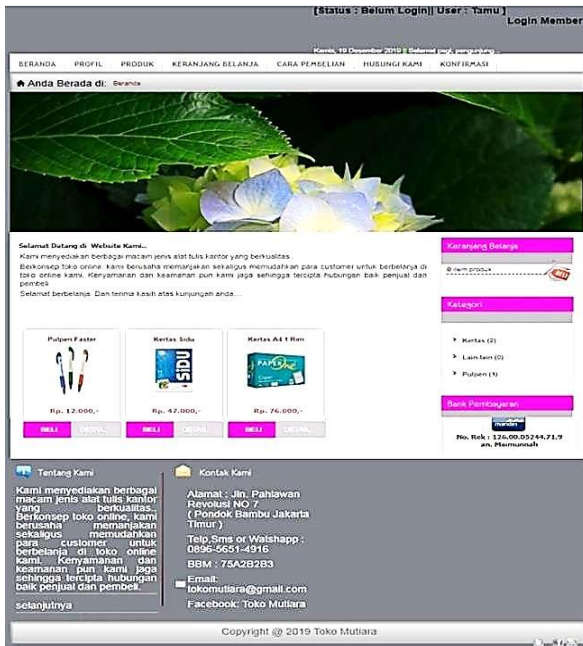 [Status : Belum Login|| User : Tamu ]
Login Member
Kamis, 19 Desember 2019 || Selamat pagi, pengunjung...
BERANDA PROFIL PRODUK KERANJANG BELANJA CARA PEMBELIAN HUBUNGI KAMI KONFIRMASI
Anda Berada di: Beranda
Selamat Datang di Website Kami..
Kami menyediakan berbagai macam jenis alat tulis kantor yang berkualitas..
Berkonsep toko online, kami berusaha memanjakan sekaligus memudahkan para customer untuk berbelanja di
toko online kami. Kenyamanan dan keamanan pun kami jaga sehingga tercipta hubungan baik penjual dan
pembeli
Selamat berbelanja. Dan terima kasih atas kunjungan anda....
Keranjang Belanja
0 item produk
BELI
Kategori
Kertas (2)
Lain-lain (0)
Pulpen (1)
Bank Pembayaran
mandiri
No. Rek : 126.00.05244.71.9
an. Maimunnah
Pulpen Faster
Kertas Sidu
Kertas A4 1 Rim
SIDU
PAPER One
Copier
Rp. 12.000,-
Rp. 47.000,-
Rp. 76.000,-
BELI DETAIL
BELI DETAIL
BELI DETAIL
Tentang Kami
Kami menyediakan berbagai
macam jenis alat tulis kantor
yang berkualitas..
Berkonsep toko online, kami
berusaha memanjakan
sekaligus memudahkan
para customer untuk
berbelanja di toko online
kami. Kenyamanan dan
keamanan pun kami jaga
sehingga tercipta hubungan
baik penjual dan pembeli.
selanjutnya
Kontak Kami
Alamat : Jln. Pahlawan
Revolusi NO 7
( Pondok Bambu Jakarta
Timur )
Telp,Sms or Watshapp :
0896-5651-4916
BBM : 75A2B2B3
Email:
tokomutiara@gmail.com
Facebook: Toko Mutiara
Copyright @ 2019 Toko Mutiara